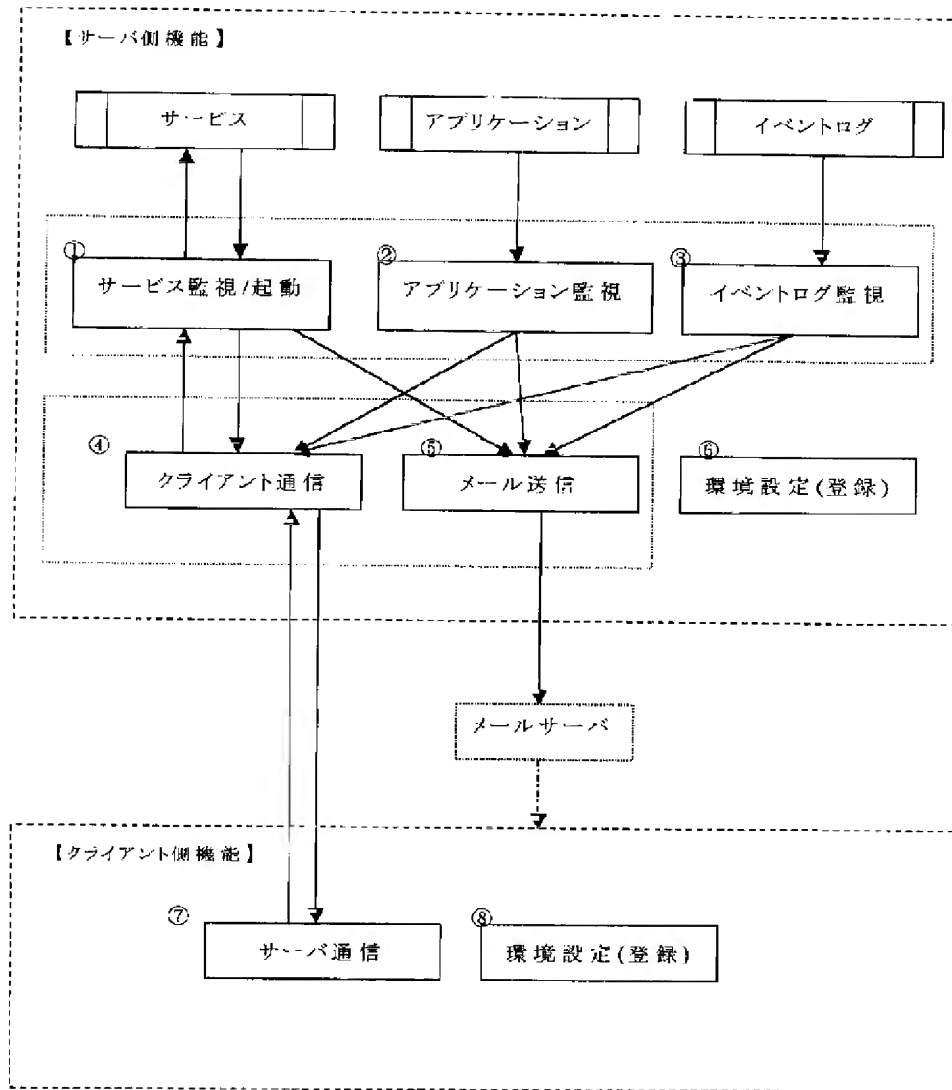 【サーバ側機能】
サービス
アプリケーション
イベントログ
①
サービス監視/起動
②
アプリケーション監視
③
イベントログ監視
④
クライアント通信
⑤
メール送信
⑥
環境設定(登録)
メールサーバ
【クライアント側機能】
⑦
サーバ通信
⑧
環境設定(登録)